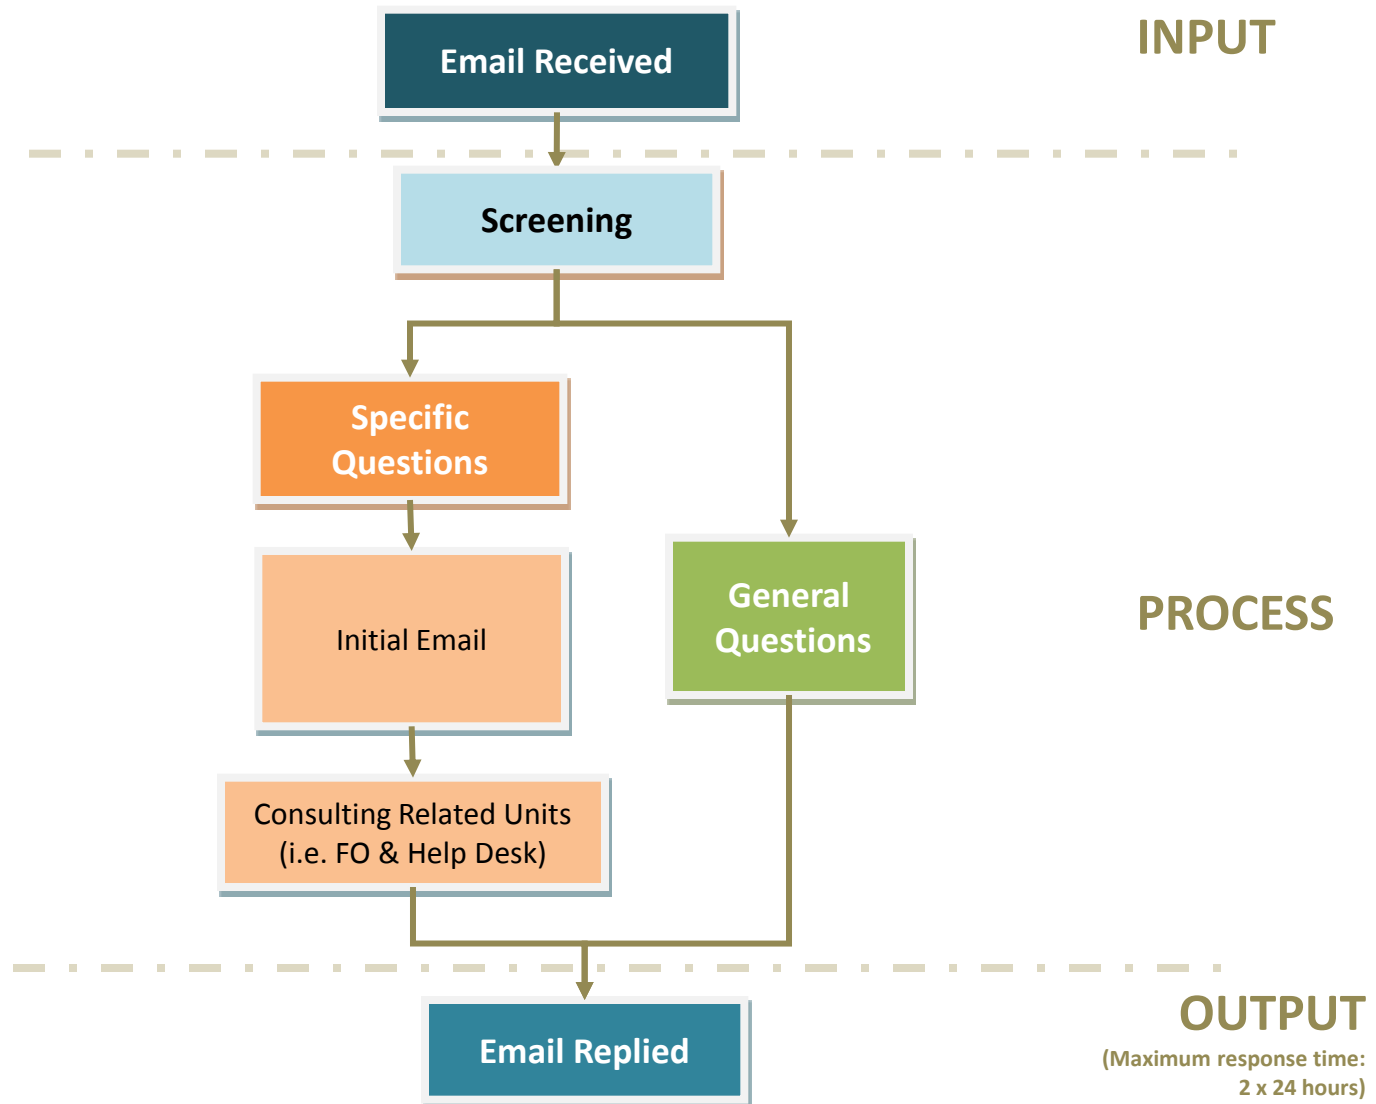 INPUT
Email Received
Screening
Specific
Questions
Initial Email
General
Questions
PROCESS
Consulting Related Units
(i.e. FO & Help Desk)
OUTPUT
(Maximum response time:
2 x 24 hours)
Email Replied